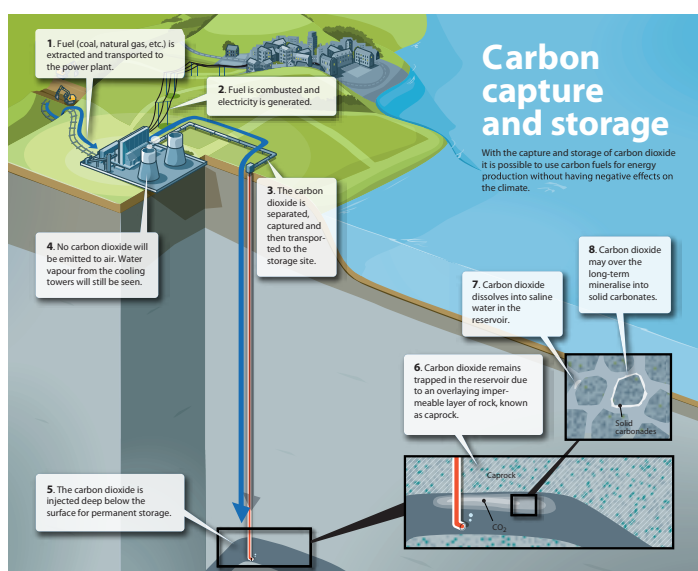 Carbon
capture
and storage
With the capture and storage of carbon dioxide
it is possible to use carbon fuels for energy
production without having negative effects on
the climate.
1. Fuel (coal, natural gas, etc.) is
extracted and transported to
the power plant.
2. Fuel is combusted and
electricity is generated.
3. The carbon
dioxide is
separated,
captured and
then transpor-
ted to the
storage site.
4. No carbon dioxide will
be emitted to air. Water
vapour from the cooling
towers will still be seen.
5. The carbon dioxide is
injected deep below the
surface for permanent storage.
6. Carbon dioxide remains
trapped in the reservoir due
to an overlaying imper-
meable layer of rock, known
as caprock.
7. Carbon dioxide
dissolves into saline
water in the
reservoir.
8. Carbon dioxide
may over the
long-term
mineralise into
solid carbonates.
Solid
carbonades
Caprock
CO₂